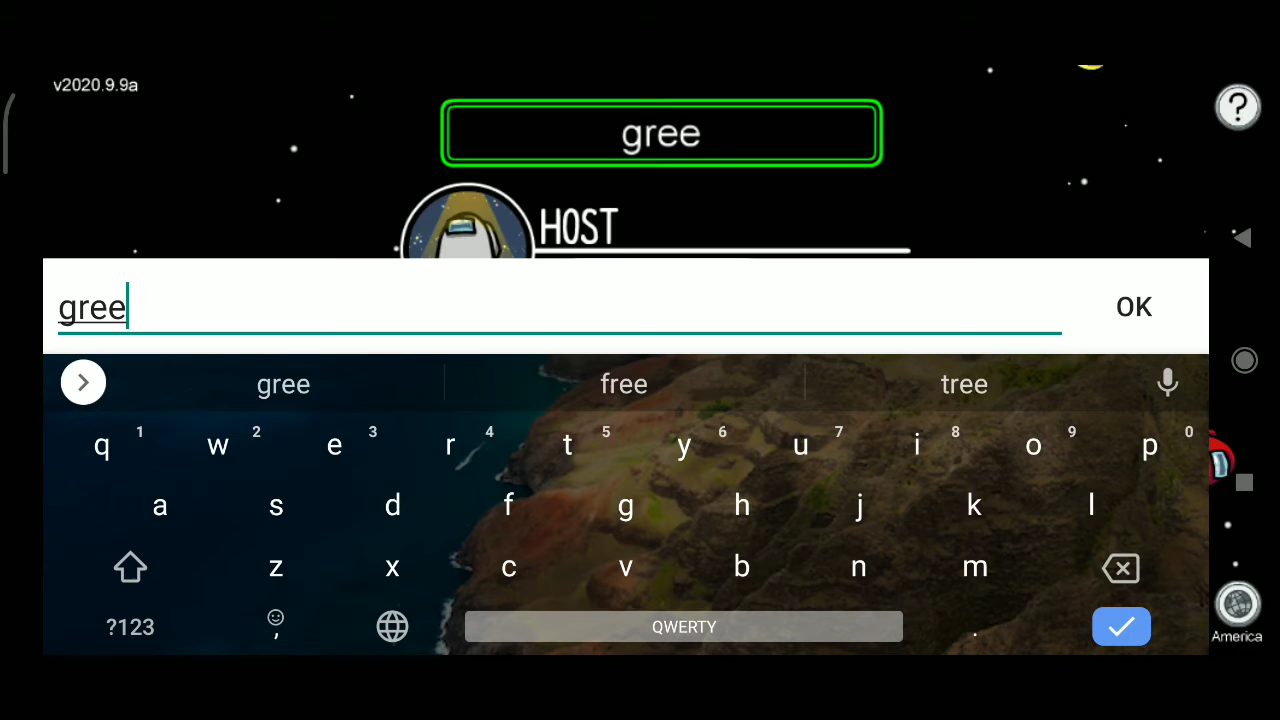 v2020.9.9a
gree
?
HOST
gree
OK
gree free tree
q 1 w 2 e 3 r 4 t 5 y 6 u 7 i 8 o 9 p 0
a s d f g h j k l
z x c v b n m
?123 , QWERTY .
America